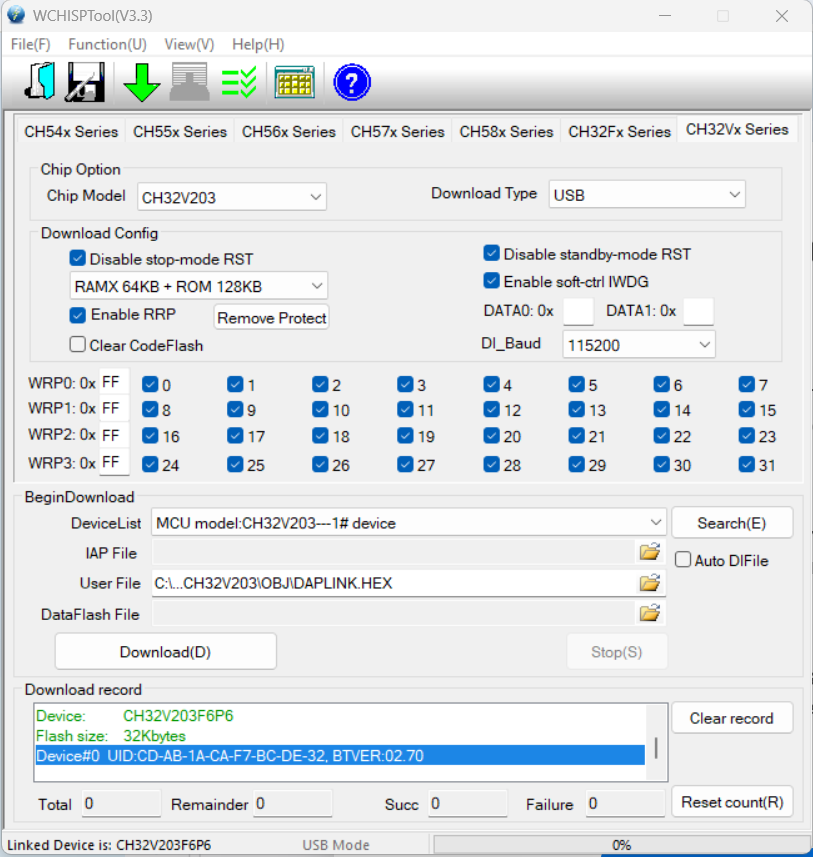 WCHISPTool(V3.3)
File(F) Function(U) View(V) Help(H)
?
CH54x Series CH55x Series CH56x Series CH57x Series CH58x Series CH32Fx Series CH32Vx Series
Chip Option
Chip Model CH32V203 Download Type USB
Download Config
Disable stop-mode RST Disable standby-mode RST
RAMX 64KB + ROM 128KB Enable soft-ctrl IWDG
Enable RRP Remove Protect DATA0: 0x DATA1: 0x
Clear CodeFlash DI_Baud 115200
WRP0: 0x FF 0 1 2 3 4 5 6 7
WRP1: 0x FF 8 9 10 11 12 13 14 15
WRP2: 0x FF 16 17 18 19 20 21 22 23
WRP3: 0x FF 24 25 26 27 28 29 30 31
BeginDownload
DeviceList MCU model:CH32V203---1# device Search(E)
IAP File Auto DIFile
User File C:\...CH32V203\OBJ\DAPLINK.HEX
DataFlash File
Download(D) Stop(S)
Download record
Device: CH32V203F6P6 Clear record
Flash size: 32Kbytes
Device#0 UID:CD-AB-1A-CA-F7-BC-DE-32, BTVER:02.70
Total 0 Remainder 0 Succ 0 Failure 0 Reset count(R)
Linked Device is: CH32V203F6P6 USB Mode 0%